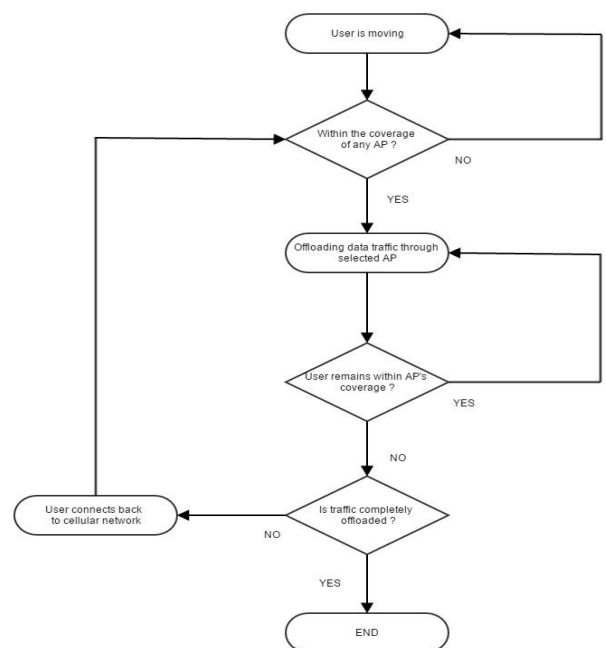 User is moving
Within the coverage
of any AP ?
NO
YES
Offloading data traffic through
selected AP
User remains within AP's
coverage ?
YES
NO
User connects back
to cellular network
Is traffic completely
offloaded ?
NO
YES
END